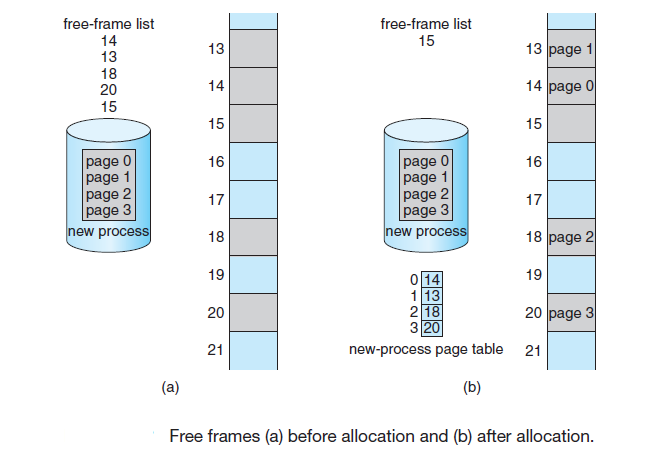 free-frame list
14
13
18
20
15
page 0
page 1
page 2
page 3
new process
13
14
15
16
17
18
19
20
21
(a)
free-frame list
15
page 0
page 1
page 2
page 3
new process
0 14
1 13
2 18
3 20
new-process page table
13 page 1
14 page 0
15
16
17
18 page 2
19
20 page 3
21
(b)
Free frames (a) before allocation and (b) after allocation.